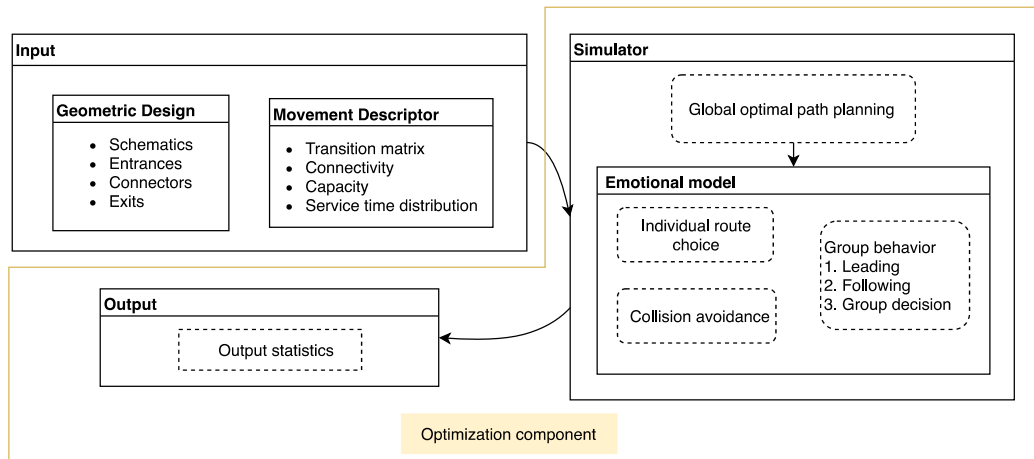 Input
Geometric Design
• Schematics
• Entrances
• Connectors
• Exits
Movement Descriptor
• Transition matrix
• Connectivity
• Capacity
• Service time distribution
Simulator
Global optimal path planning
Emotional model
Individual route
choice
Collision avoidance
Group behavior
1. Leading
2. Following
3. Group decision
Output
Output statistics
Optimization component